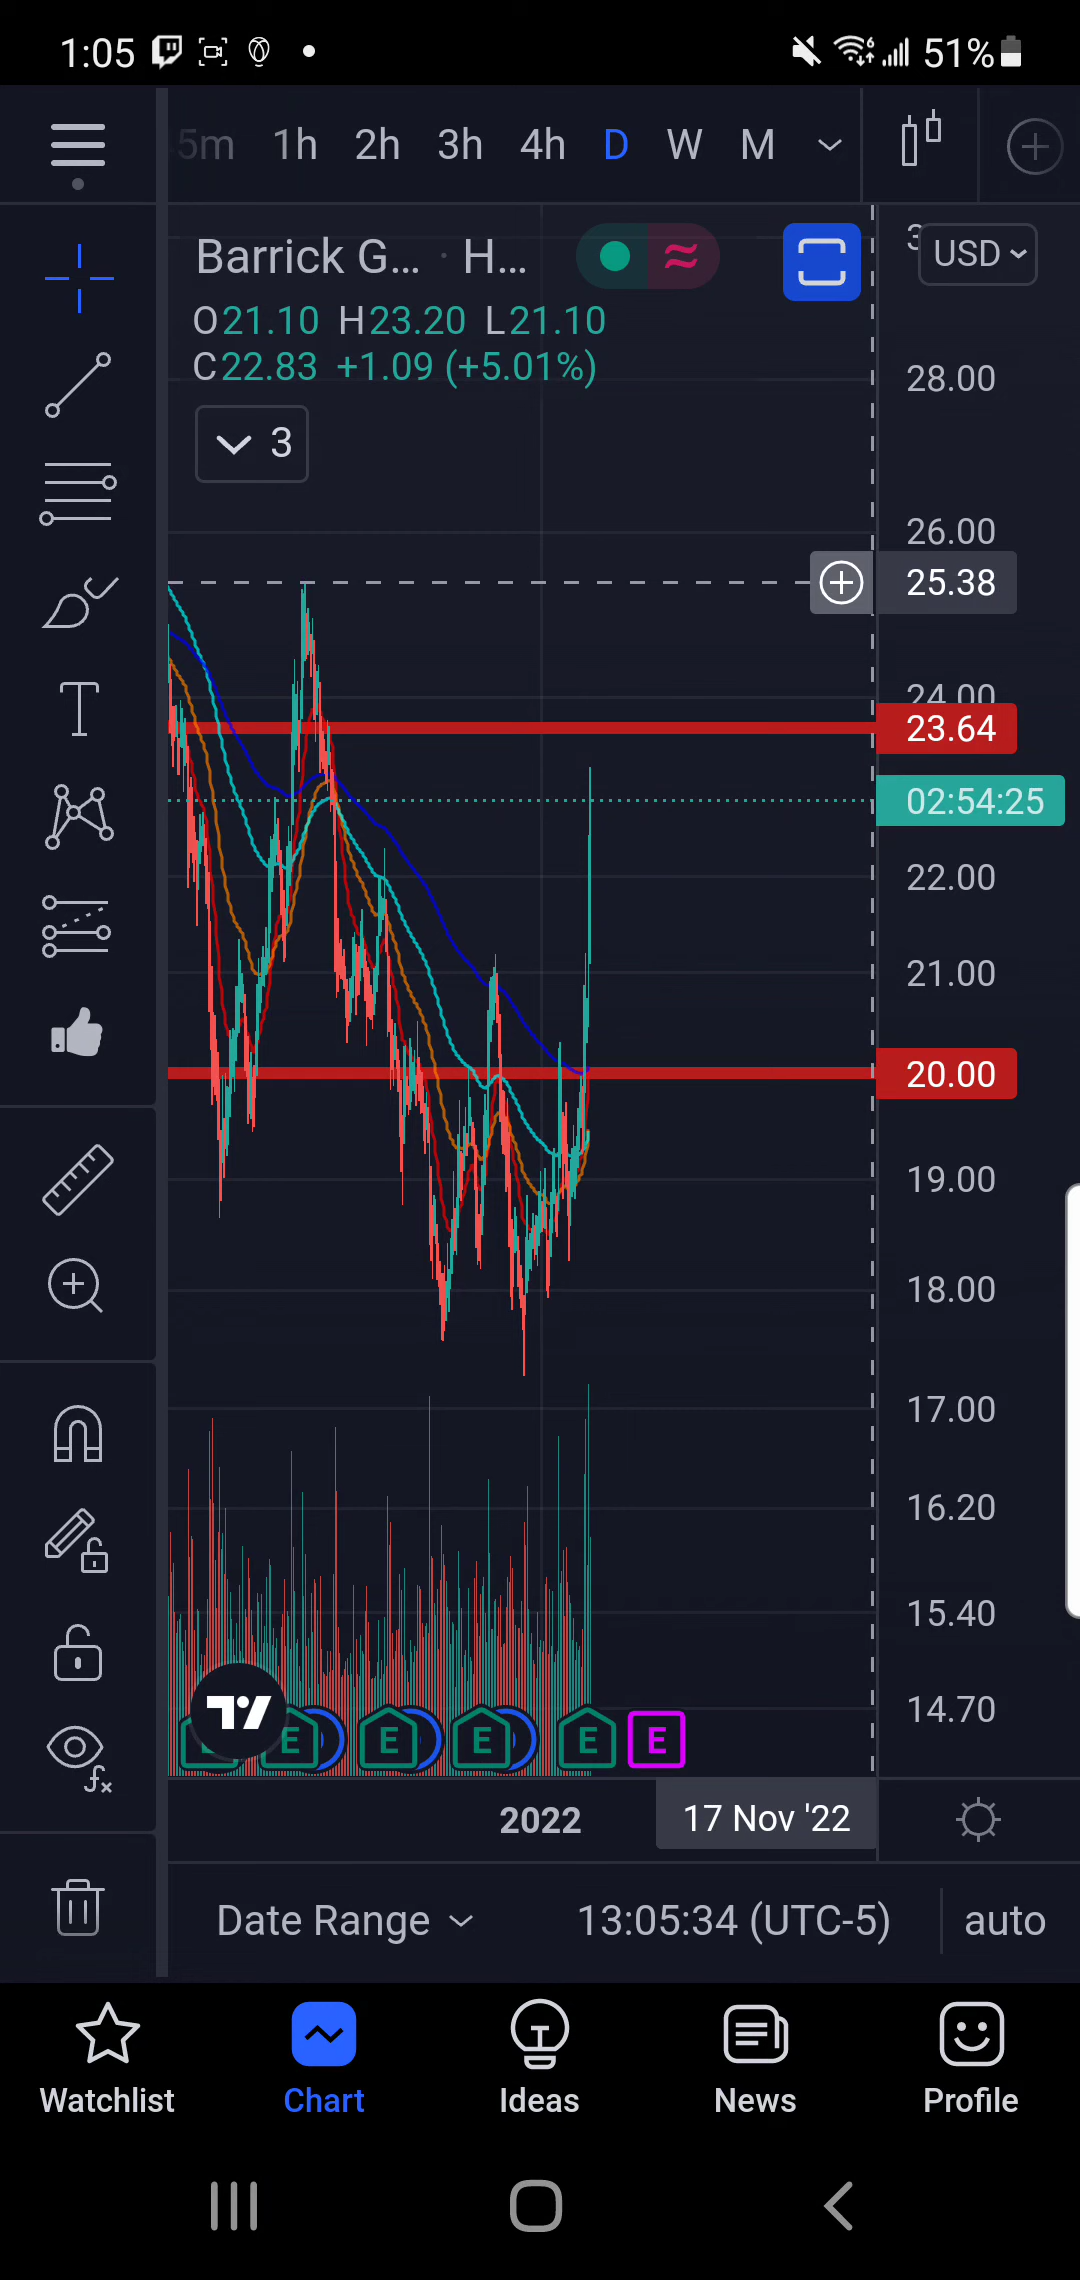 1:05 6 51%
5m 1h 2h 3h 4h D W M
Barrick G... · H... USD
O21.10 H23.20 L21.10
C22.83 +1.09 (+5.01%)
28.00
3
26.00
25.38
24.00
23.64
02:54:25
22.00
21.00
20.00
19.00
18.00
17.00
16.20
15.40
14.70
E E E E E
2022 17 Nov '22
Date Range 13:05:34 (UTC-5) auto
Watchlist Chart Ideas News Profile